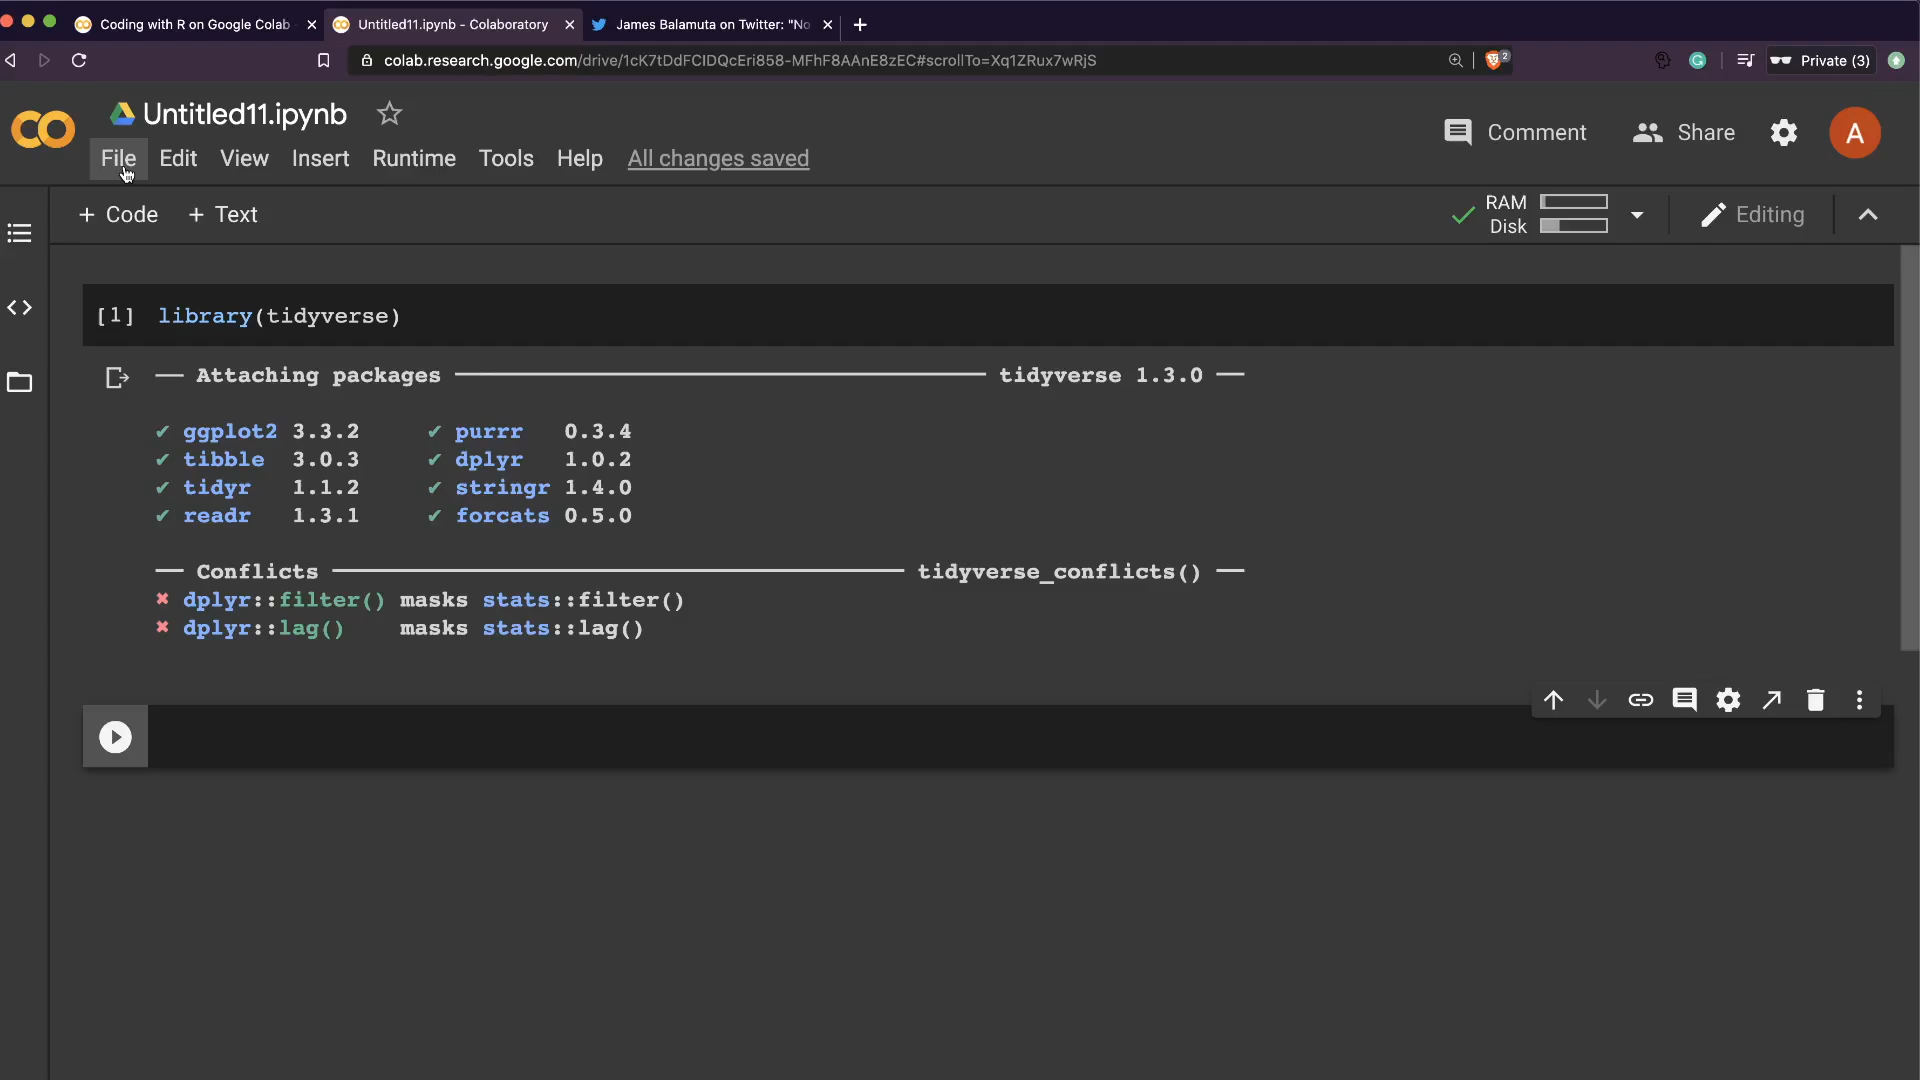 Coding with R on Google Colab
Untitled11.ipynb - Colaboratory
James Balamuta on Twitter: "No
colab.research.google.com/drive/1cK7tDdFCIDQcEri858-MFhF8AAnE8zEC#scrollTo=Xq1ZRux7wRjS
2
Private (3)
Untitled11.ipynb
Comment
Share
A
File Edit View Insert Runtime Tools Help All changes saved
+ Code + Text
RAM
Disk
Editing
[1] library(tidyverse)
── Attaching packages ─────────────────────────────────────── tidyverse 1.3.0 ──
✔ ggplot2 3.3.2     ✔ purrr   0.3.4
✔ tibble  3.0.3     ✔ dplyr   1.0.2
✔ tidyr   1.1.2     ✔ stringr 1.4.0
✔ readr   1.3.1     ✔ forcats 0.5.0
── Conflicts ────────────────────────────────────────── tidyverse_conflicts() ──
✖ dplyr::filter() masks stats::filter()
✖ dplyr::lag()    masks stats::lag()